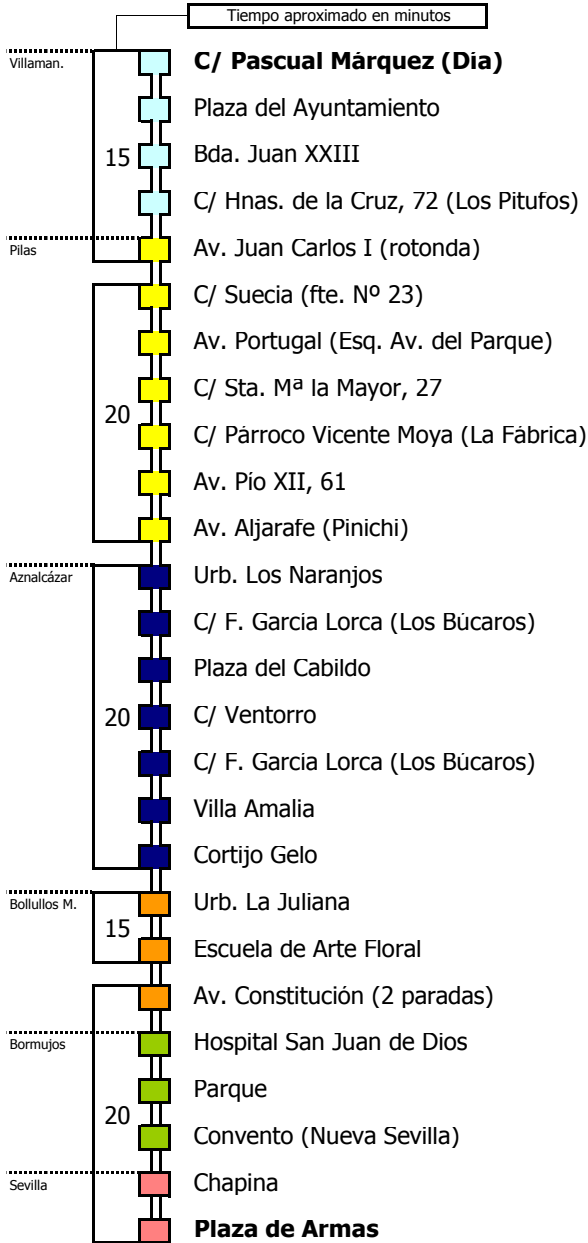 Tiempo aproximado en minutos
Villaman.
C/ Pascual Márquez (Día)
Plaza del Ayuntamiento
15
Bda. Juan XXIII
C/ Hnas. de la Cruz, 72 (Los Pitufos)
Pilas
Av. Juan Carlos I (rotonda)
C/ Suecia (fte. Nº 23)
Av. Portugal (Esq. Av. del Parque)
C/ Sta. Mª la Mayor, 27
20
C/ Párroco Vicente Moya (La Fábrica)
Av. Pío XII, 61
Av. Aljarafe (Pinichi)
Aznalcázar
Urb. Los Naranjos
C/ F. García Lorca (Los Búcaros)
Plaza del Cabildo
20
C/ Ventorro
C/ F. García Lorca (Los Búcaros)
Villa Amalia
Cortijo Gelo
Bollullos M.
Urb. La Juliana
15
Escuela de Arte Floral
Av. Constitución (2 paradas)
Bormujos
Hospital San Juan de Dios
Parque
20
Convento (Nueva Sevilla)
Sevilla
Chapina
Plaza de Armas